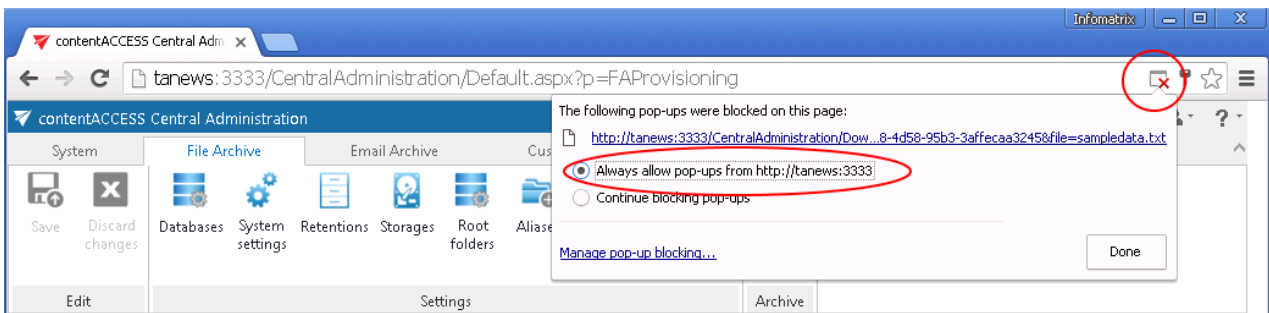 Infomatrix
contentACCESS Central Adm
tanews:3333/CentralAdministration/Default.aspx?p=FAProvisioning
contentACCESS Central Administration
The following pop-ups were blocked on this page:
http://tanews:3333/CentralAdministration/Dow...8-4d58-95b3-3affecaa3245&file=sampledata.txt
Always allow pop-ups from http://tanews:3333
Continue blocking pop-ups
Manage pop-up blocking...
Done
?
System
File Archive
Email Archive
Cus
Save
Discard changes
Databases
System settings
Retentions
Storages
Root folders
Aliase
Edit
Settings
Archive